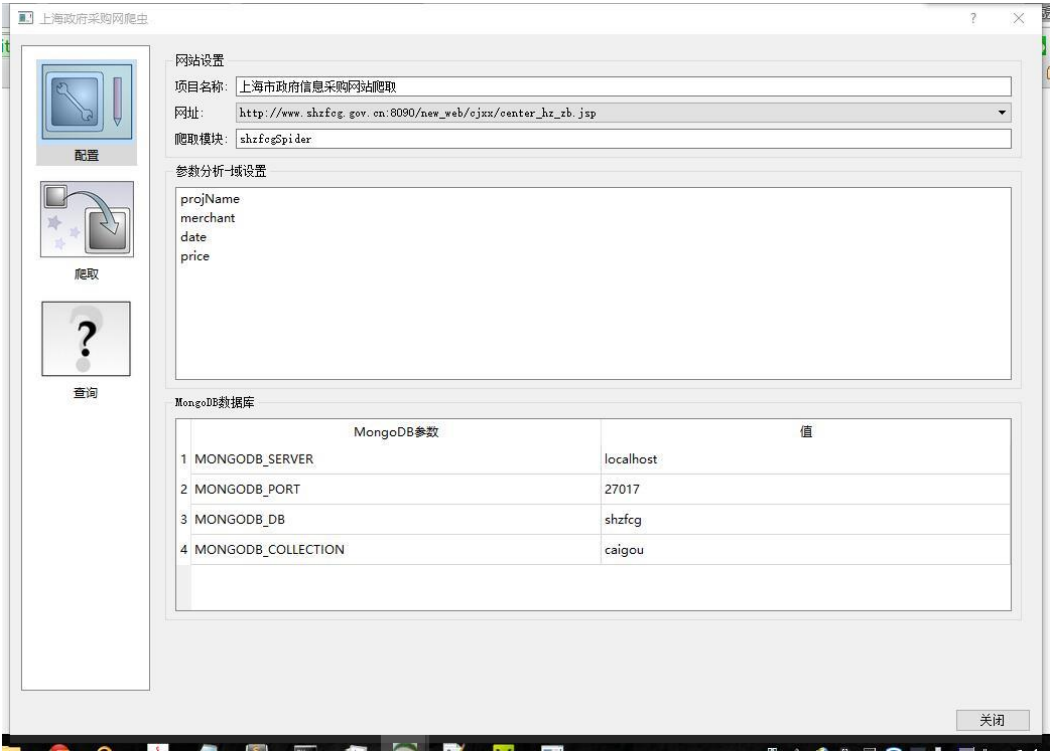 上海政府采购网爬虫
?
配置
爬取
?
查询
网站设置
项目名称: 上海市政府信息采购网站爬取
网址: http://www.shzfcg.gov.cn:8090/new_web/cjxx/center_hz_zb.jsp
爬取模块: shzfcgSpider
参数分析-域设置
projName
merchant
date
price
MongoDB数据库
MongoDB参数 值
1 MONGODB_SERVER localhost
2 MONGODB_PORT 27017
3 MONGODB_DB shzfcg
4 MONGODB_COLLECTION caigou
关闭